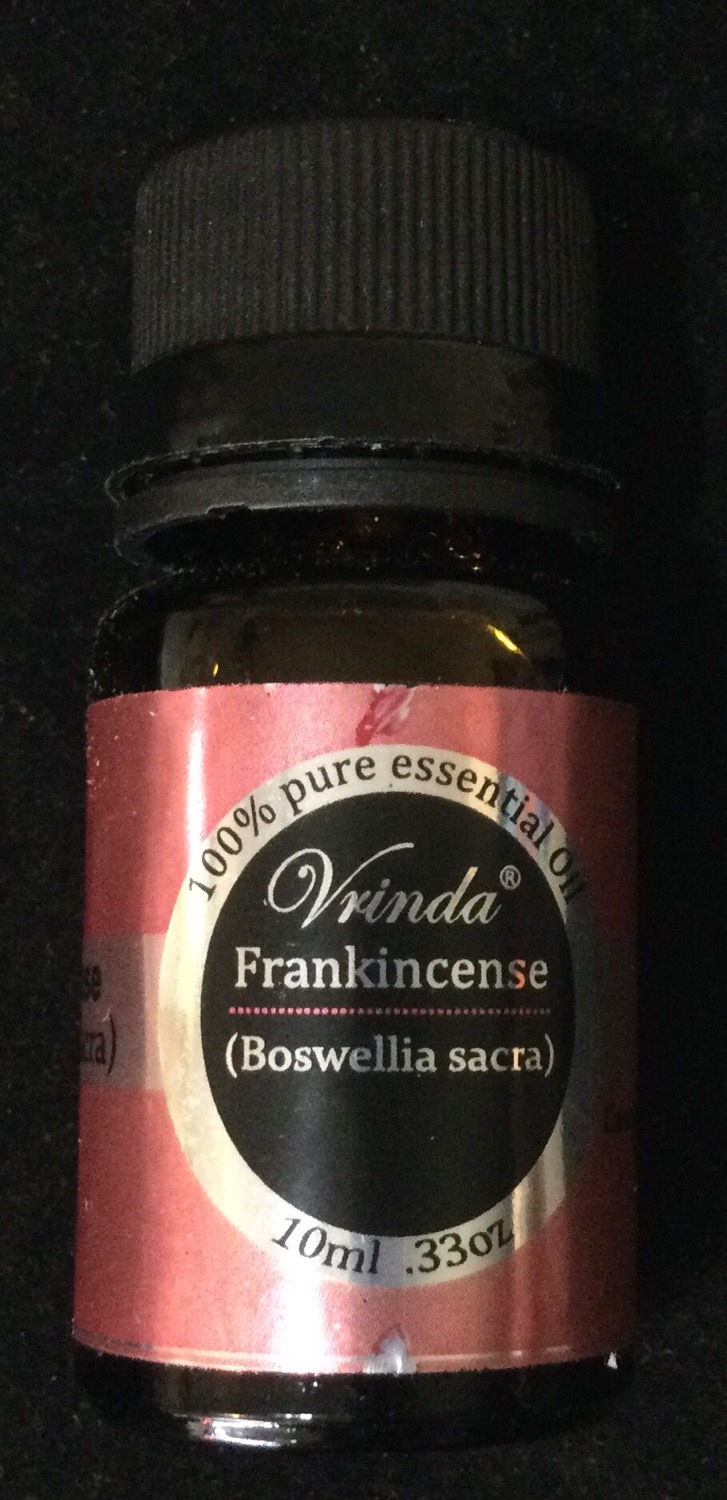 100% pure essential oil
Vrinda®
Frankincense
(Boswellia sacra)
10ml .33oz